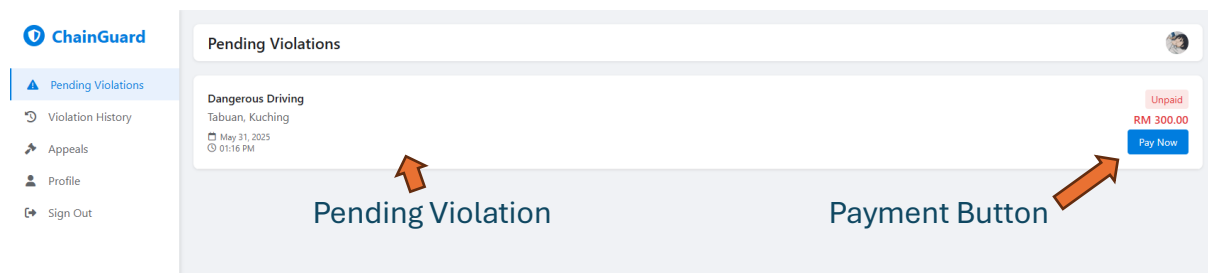 ChainGuard
Pending Violations
Violation History
Appeals
Profile
Sign Out
Pending Violations
Dangerous Driving
Tabuan, Kuching
May 31, 2025
01:16 PM
Unpaid
RM 300.00
Pay Now
Pending Violation
Payment Button